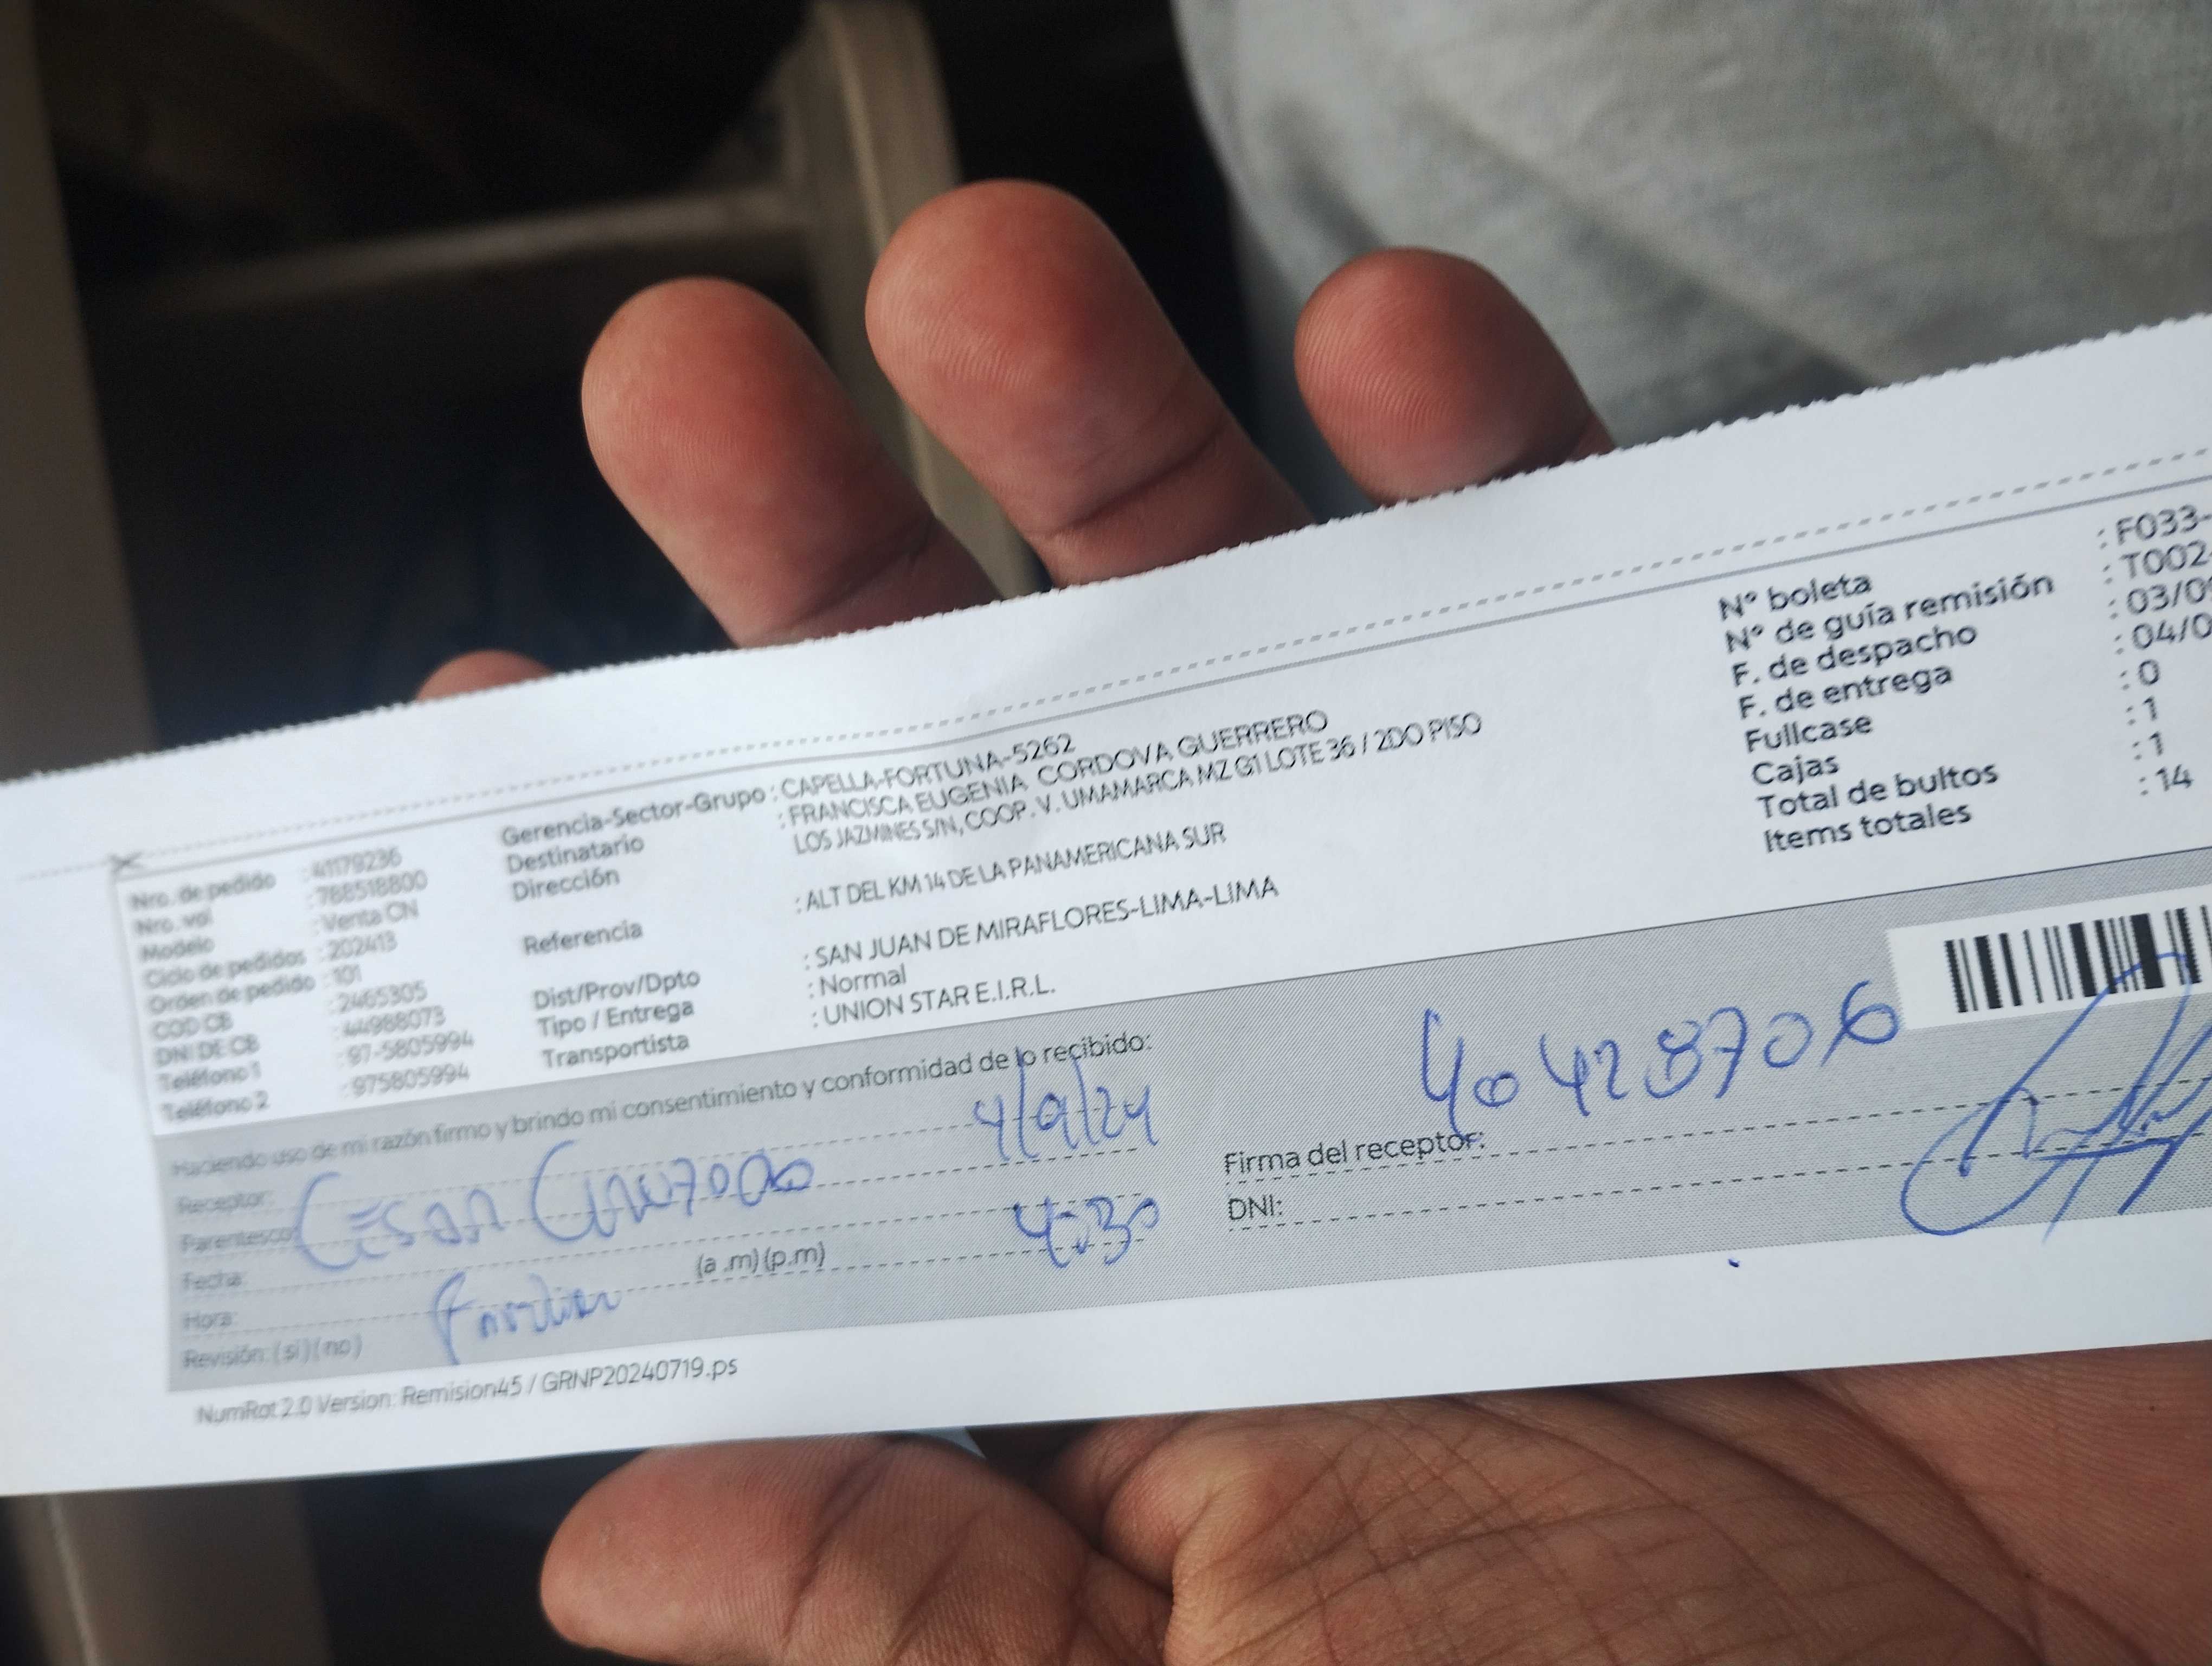 Nro. de pedido : 41179236
Nro. vol : 788518800
Modelo : Venta CN
Ciclo de pedidos : 202413
Orden de pedido : 101
COD CB : 2465305
DNI DE CB : 44988073
Teléfono 1 : 97-5805994
Teléfono 2 : 975805994
Gerencia-Sector-Grupo : CAPELLA-FORTUNA-5262
Destinatario : FRANCISCA EUGENIA CORDOVA GUERRERO
Dirección LOS JAZMINES S/N, COOP. V. UMAMARCA MZ G1 LOTE 36 / 2DO PISO
Referencia : ALT DEL KM 14 DE LA PANAMERICANA SUR
Dist/Prov/Dpto : SAN JUAN DE MIRAFLORES-LIMA-LIMA
Tipo / Entrega : Normal
Transportista : UNION STAR E.I.R.L.
N° boleta : F033-
N° de guía remisión : T002-
F. de despacho : 03/09
F. de entrega : 04/0
Fullcase : 0
Cajas : 1
Total de bultos : 1
Items totales : 14
Haciendo uso de mi razón firmo y brindo mi consentimiento y conformidad de lo recibido:
Receptor:
Parentesco:
Cesar
4/9/24
Fecha:
Hora: (a .m) (p.m) 4:30
Revisión: ( si ) ( no )
Firma del receptor:
DNI:
NumRot 2.0 Version: Remision45 / GRNP20240719.ps